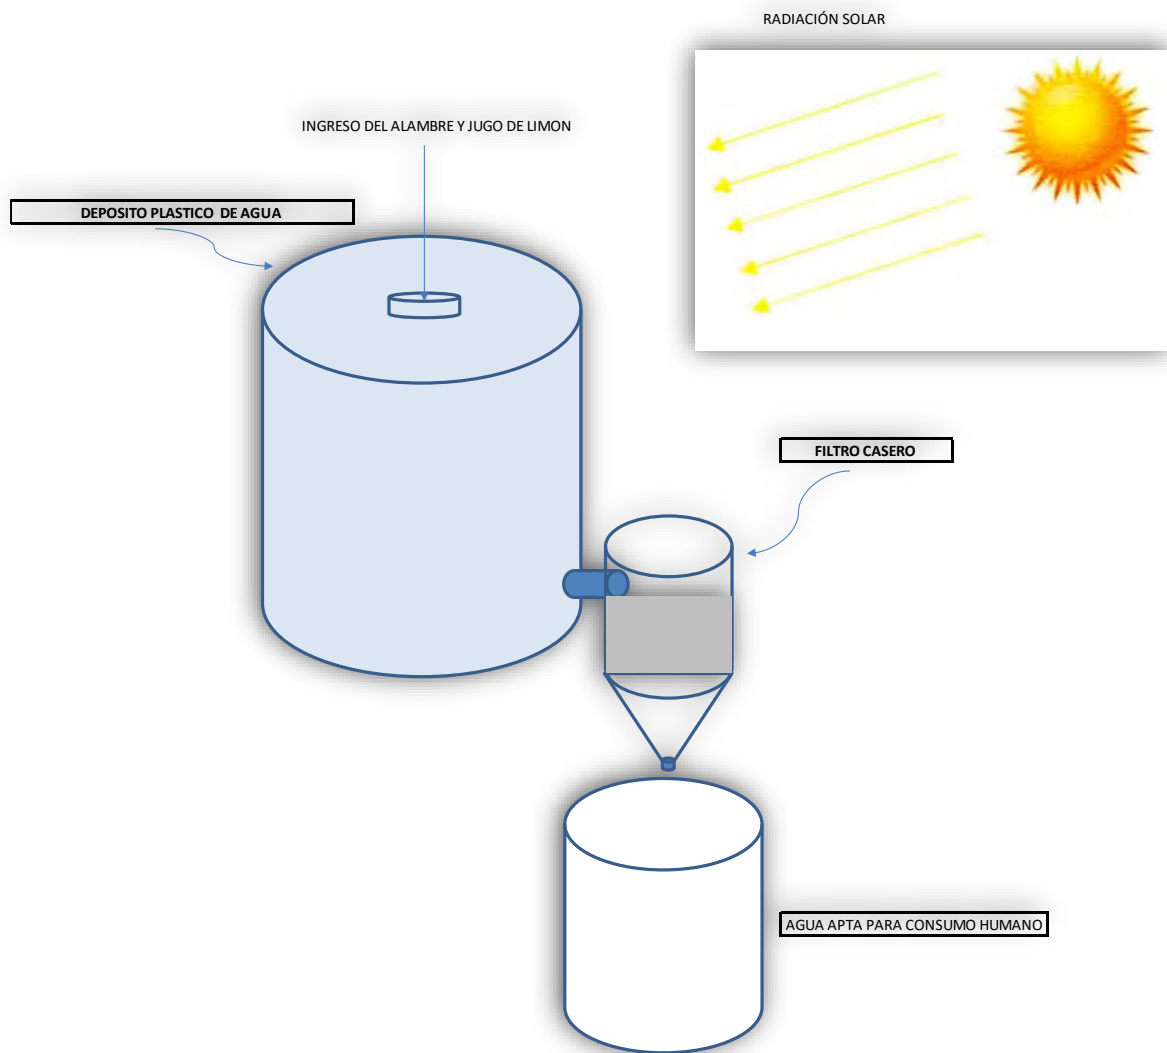 RADIACIÓN SOLAR
INGRESO DEL ALAMBRE Y JUGO DE LIMON
DEPOSITO PLASTICO DE AGUA
FILTRO CASERO
AGUA APTA PARA CONSUMO HUMANO